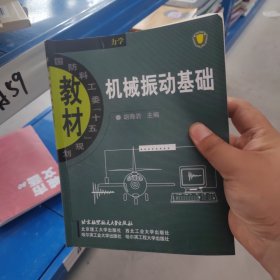 力学
国防科工委「十五」规划
教材
机械振动基础
胡海岩 主编
北京航空航天大学出版社
北京理工大学出版社 西北工业大学出版社
哈尔滨工业大学出版社 哈尔滨工程大学出版社